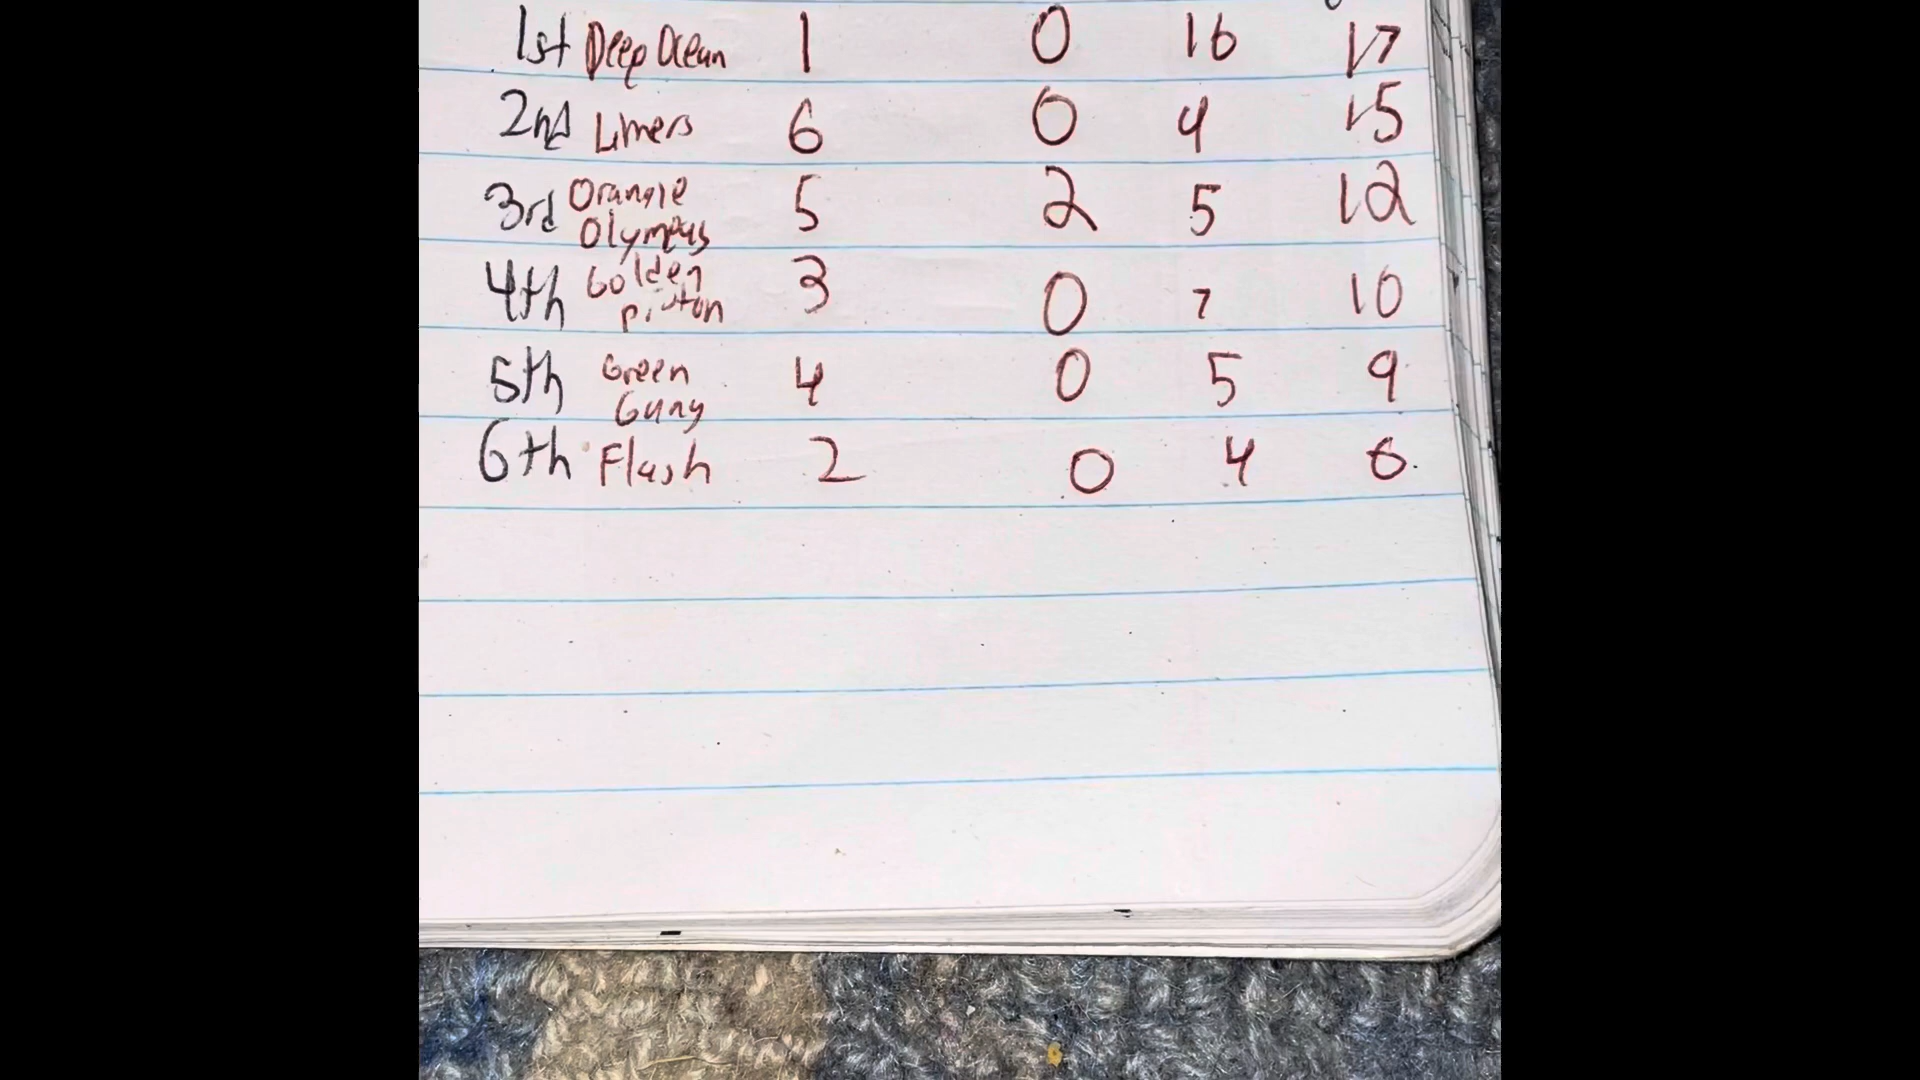 1st Deep Ocean 1 0 16 17
2nd Limers 6 0 4 15
3rd Orange 5 2 5 12
Olympus
4th Golden 3 0 7 10
5th Green 4 0 5 9
Guny
6th Flash 2 0 4 6